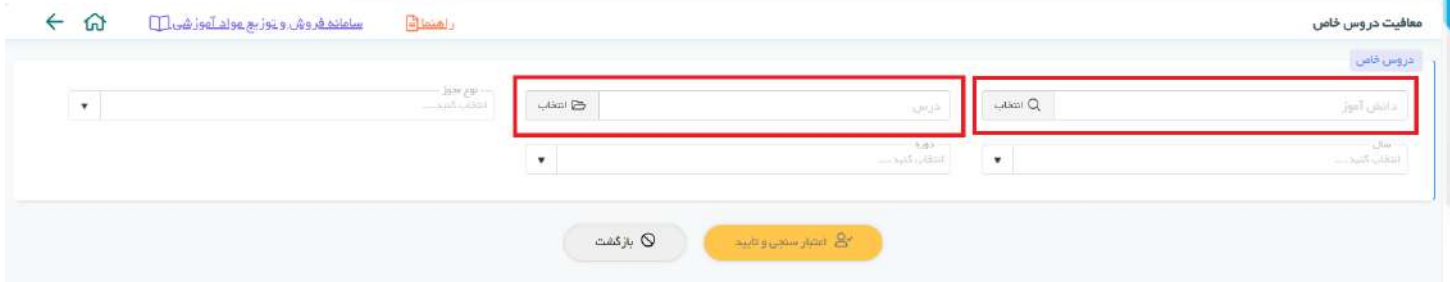 معافیت دروس خاص
راهنما
سامانه فروش و توزیع مواد آموزشی
دروس خاص
دانش آموز
انتخاب
درس
انتخاب
نوع مجوز
انتخاب کنید.....
سال
انتخاب کنید.....
دوره
انتخاب کنید.....
اعتبار سنجی و تایید
بازگشت